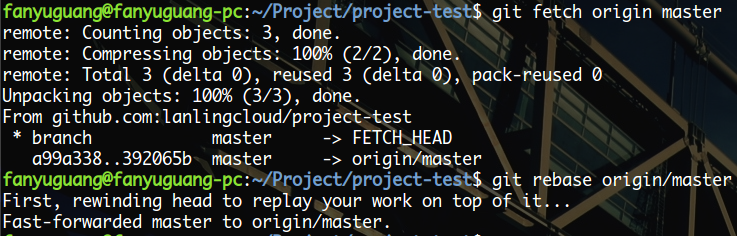 fanyuguang@fanyuguang-pc:~/Project/project-test$ git fetch origin master
remote: Counting objects: 3, done.
remote: Compressing objects: 100% (2/2), done.
remote: Total 3 (delta 0), reused 3 (delta 0), pack-reused 0
Unpacking objects: 100% (3/3), done.
From github.com:lanlingcloud/project-test
 * branch            master     -> FETCH_HEAD
   a99a338..392065b  master     -> origin/master
fanyuguang@fanyuguang-pc:~/Project/project-test$ git rebase origin/master
First, rewinding head to replay your work on top of it...
Fast-forwarded master to origin/master.